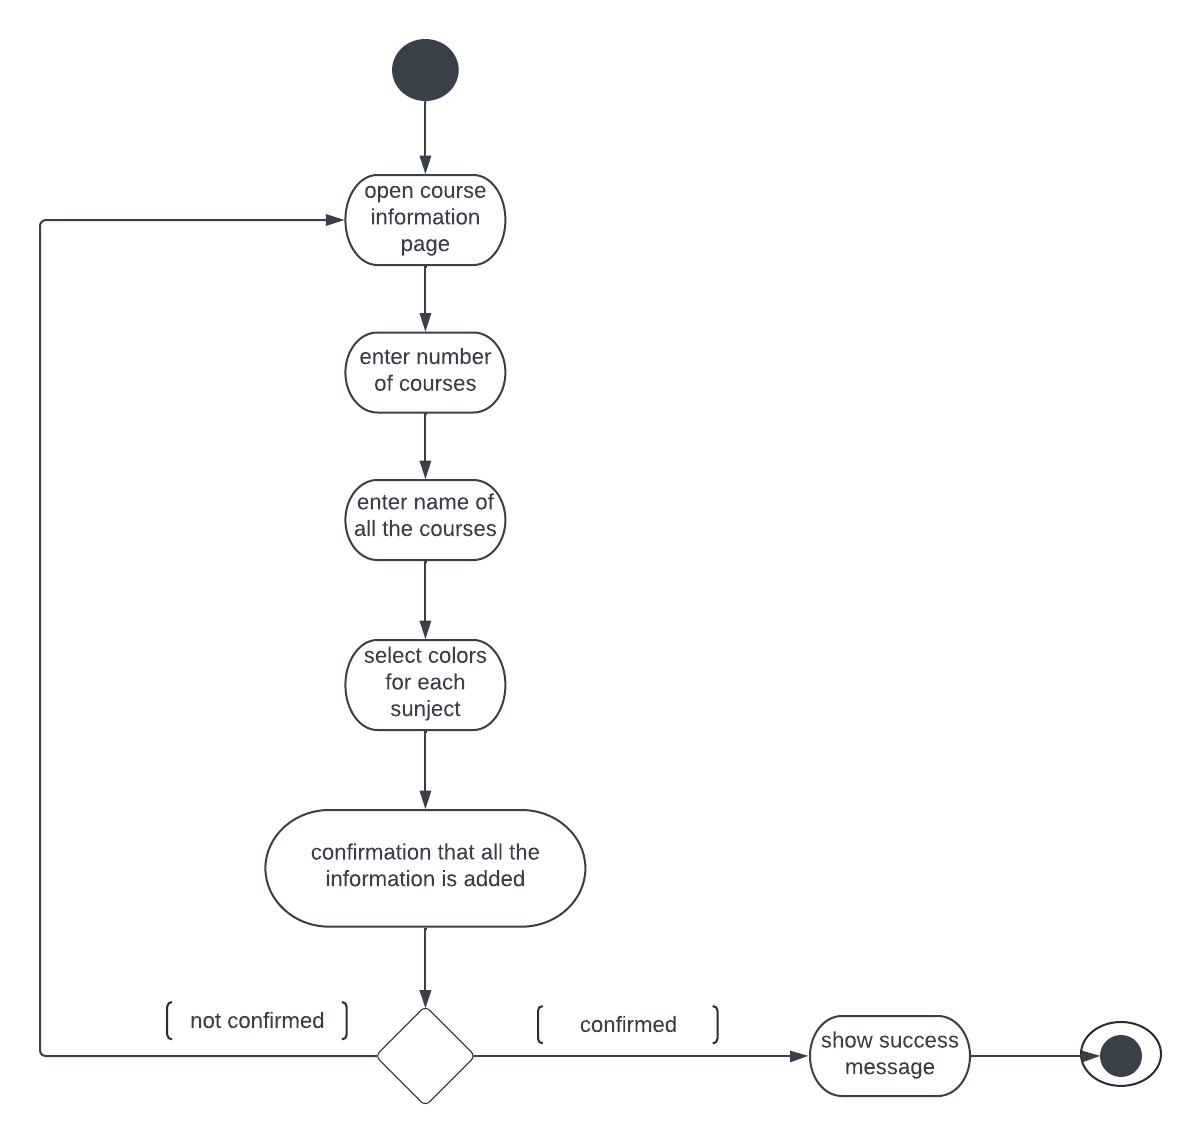 open course
information
page
enter number
of courses
enter name of
all the courses
select colors
for each
sunject
confirmation that all the
information is added
not confirmed
confirmed
show success
message